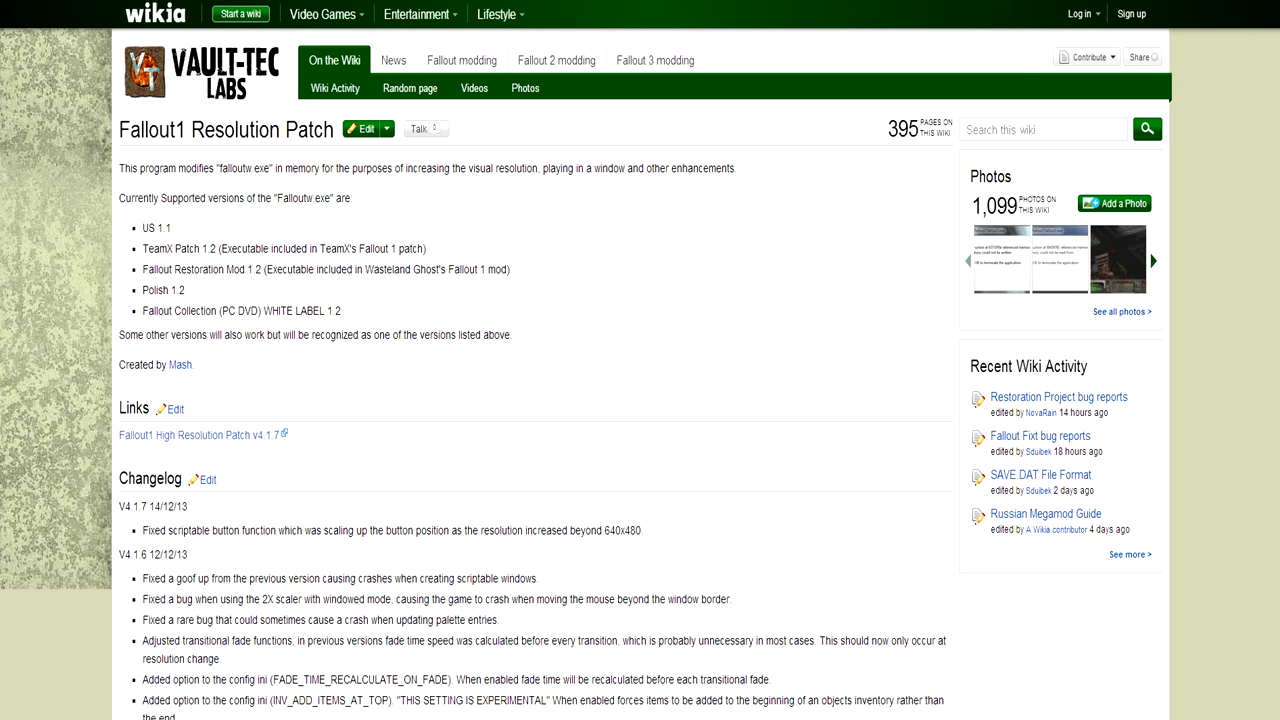 wikia
Start a wiki
Video Games
Entertainment
Lifestyle
Log in
Sign up
VT
VAULT-TEC
LABS
On the Wiki
News
Fallout modding
Fallout 2 modding
Fallout 3 modding
Contribute
Share
Wiki Activity
Random page
Videos
Photos
Fallout1 Resolution Patch
Edit
Talk 0
395 PAGES ON
THIS WIKI
Search this wiki
This program modifies "falloutw.exe" in memory for the purposes of increasing the visual resolution, playing in a window and other enhancements.
Currently Supported versions of the "Falloutw.exe" are:
US 1.1
TeamX Patch 1.2 (Executable included in TeamX's Fallout 1 patch)
Fallout Restoration Mod 1.2 (Executable included in Wasteland Ghost's Fallout 1 mod)
Polish 1.2
Fallout Collection (PC DVD) WHITE LABEL 1.2
Some other versions will also work but will be recognized as one of the versions listed above.
Created by Mash.
Links Edit
Fallout1 High Resolution Patch v4.1.7
Changelog Edit
V4.1.7 14/12/13
Fixed scriptable button function which was scaling up the button position as the resolution increased beyond 640x480.
V4.1.6 12/12/13
Fixed a goof up from the previous version causing crashes when creating scriptable windows.
Fixed a bug when using the 2X scaler with windowed mode, causing the game to crash when moving the mouse beyond the window border.
Fixed a rare bug that could sometimes cause a crash when updating palette entries.
Adjusted transitional fade functions, in previous versions fade time speed was calculated before every transition, which is probably unnecessary in most cases. This should now only occur at
resolution change.
Added option to the config ini (FADE_TIME_RECALCULATE_ON_FADE). When enabled fade time will be recalculated before each transitional fade.
Added option to the config ini (INV_ADD_ITEMS_AT_TOP). "THIS SETTING IS EXPERIMENTAL" When enabled forces items to be added to the beginning of an objects inventory rather than
the end.
Photos
1,099 PHOTOS ON
THIS WIKI
Add a Photo
See all photos >
Recent Wiki Activity
Restoration Project bug reports
edited by NovaRain 14 hours ago
Fallout Fixt bug reports
edited by Sduibek 18 hours ago
SAVE.DAT File Format
edited by Sduibek 2 days ago
Russian Megamod Guide
edited by A Wikia contributor 4 days ago
See more >